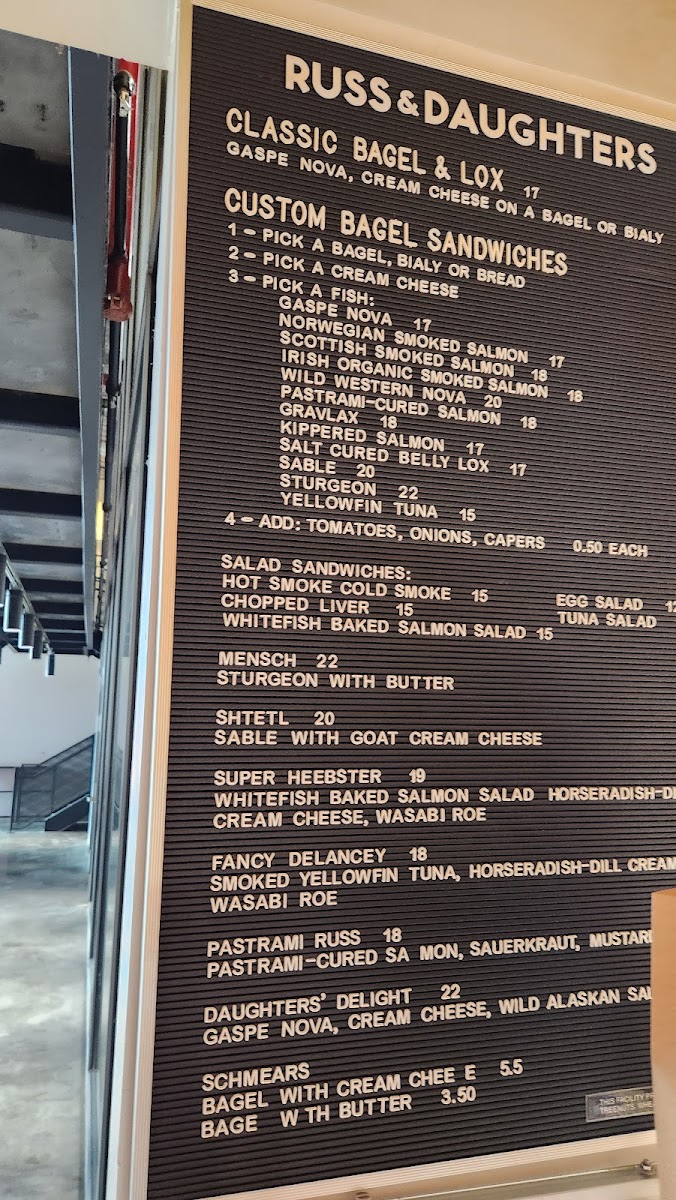 RUSS & DAUGHTERS
CLASSIC BAGEL & LOX 17
GASPE NOVA, CREAM CHEESE ON A BAGEL OR BIALY
CUSTOM BAGEL SANDWICHES
1 - PICK A BAGEL, BIALY OR BREAD
2 - PICK A CREAM CHEESE
3 - PICK A FISH:
GASPE NOVA 17
NORWEGIAN SMOKED SALMON 17
SCOTTISH SMOKED SALMON 18
IRISH ORGANIC SMOKED SALMON 18
WILD WESTERN NOVA 20
PASTRAMI-CURED SALMON 18
GRAVLAX 18
KIPPERED SALMON 17
SALT CURED BELLY LOX 17
SABLE 20
STURGEON 22
YELLOWFIN TUNA 15
4 - ADD: TOMATOES, ONIONS, CAPERS 0.50 EACH
SALAD SANDWICHES:
HOT SMOKE COLD SMOKE 15 EGG SALAD
CHOPPED LIVER 15 TUNA SALAD
WHITEFISH BAKED SALMON SALAD 15
MENSCH 22
STURGEON WITH BUTTER
SHTETL 20
SABLE WITH GOAT CREAM CHEESE
SUPER HEEBSTER 19
WHITEFISH BAKED SALMON SALAD HORSERADISH-DI
CREAM CHEESE, WASABI ROE
FANCY DELANCEY 18
SMOKED YELLOWFIN TUNA, HORSERADISH-DILL CREAM
WASABI ROE
PASTRAMI RUSS 18
PASTRAMI-CURED SA MON, SAUERKRAUT, MUSTARD
DAUGHTERS' DELIGHT 22
GASPE NOVA, CREAM CHEESE, WILD ALASKAN SAL
SCHMEARS
BAGEL WITH CREAM CHEE E 5.5
BAGE W TH BUTTER 3.50
THIS FACILITY
TREENUTS,